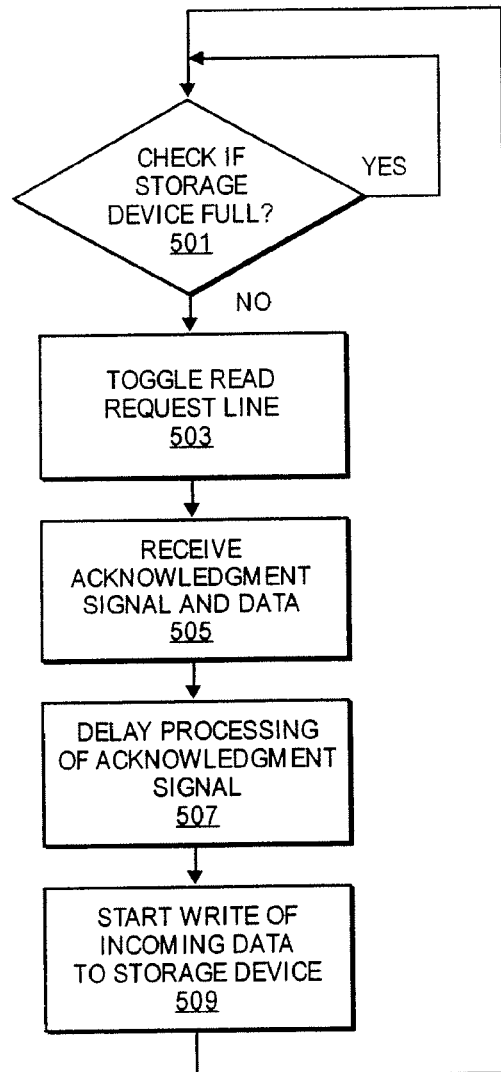 CHECK IF
STORAGE
DEVICE FULL?
501
YES
NO
TOGGLE READ
REQUEST LINE
503
RECEIVE
ACKNOWLEDGMENT
SIGNAL AND DATA
505
DELAY PROCESSING
OF ACKNOWLEDGMENT
SIGNAL
507
START WRITE OF
INCOMING DATA
TO STORAGE DEVICE
509